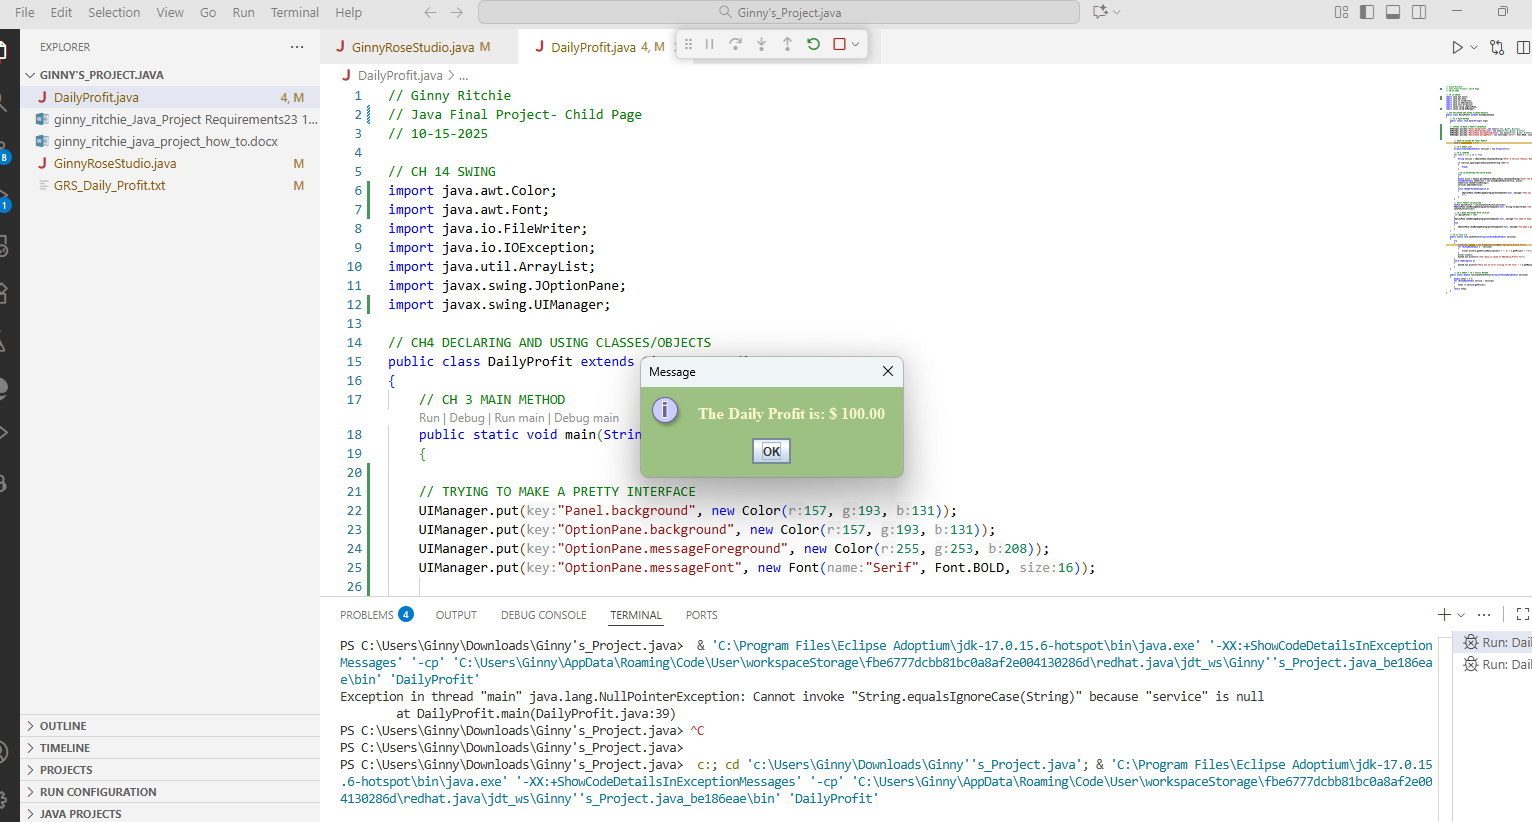 File Edit Selection View Go Run Terminal Help
Ginny's_Project.java
EXPLORER
GINNY'S_PROJECT.JAVA
DailyProfit.java 4, M
ginny_ritchie_Java_Project Requirements23 1...
ginny_ritchie_java_project_how_to.docx
GinnyRoseStudio.java M
GRS_Daily_Profit.txt M
8
1
OUTLINE
TIMELINE
PROJECTS
RUN CONFIGURATION
JAVA PROJECTS
GinnyRoseStudio.java M
DailyProfit.java 4, M
DailyProfit.java > ...
1 // Ginny Ritchie
2 // Java Final Project- Child Page
3 // 10-15-2025
4
5 // CH 14 SWING
6 import java.awt.Color;
7 import java.awt.Font;
8 import java.io.FileWriter;
9 import java.io.IOException;
10 import java.util.ArrayList;
11 import javax.swing.JOptionPane;
12 import javax.swing.UIManager;
13
14 // CH4 DECLARING AND USING CLASSES/OBJECTS
15 public class DailyProfit extends
16 {
17 // CH 3 MAIN METHOD
Run | Debug | Run main | Debug main
18 public static void main(Strin
19 {
20
21 // TRYING TO MAKE A PRETTY INTERFACE
22 UIManager.put(key:"Panel.background", new Color(r:157, g:193, b:131));
23 UIManager.put(key:"OptionPane.background", new Color(r:157, g:193, b:131));
24 UIManager.put(key:"OptionPane.messageForeground", new Color(r:255, g:253, b:208));
25 UIManager.put(key:"OptionPane.messageFont", new Font(name:"Serif", Font.BOLD, size:16));
26
Message
The Daily Profit is: $ 100.00
OK
PROBLEMS 4 OUTPUT DEBUG CONSOLE TERMINAL PORTS
PS C:\Users\Ginny\Downloads\Ginny's_Project.java> & 'C:\Program Files\Eclipse Adoptium\jdk-17.0.15.6-hotspot\bin\java.exe' '-XX:+ShowCodeDetailsInException
Messages' '-cp' 'C:\Users\Ginny\AppData\Roaming\Code\User\workspaceStorage\fbe6777dcbb81bc0a8af2e004130286d\redhat.java\jdt_ws\Ginny''s_Project.java_be186ea
e\bin' 'DailyProfit'
Exception in thread "main" java.lang.NullPointerException: Cannot invoke "String.equalsIgnoreCase(String)" because "service" is null
at DailyProfit.main(DailyProfit.java:39)
PS C:\Users\Ginny\Downloads\Ginny's_Project.java> ^C
PS C:\Users\Ginny\Downloads\Ginny's_Project.java>
PS C:\Users\Ginny\Downloads\Ginny's_Project.java> c:; cd 'c:\Users\Ginny\Downloads\Ginny''s_Project.java'; & 'C:\Program Files\Eclipse Adoptium\jdk-17.0.15
.6-hotspot\bin\java.exe' '-XX:+ShowCodeDetailsInExceptionMessages' '-cp' 'C:\Users\Ginny\AppData\Roaming\Code\User\workspaceStorage\fbe6777dcbb81bc0a8af2e00
4130286d\redhat.java\jdt_ws\Ginny''s_Project.java_be186eae\bin' 'DailyProfit'
Run: Dail
Run: Dail